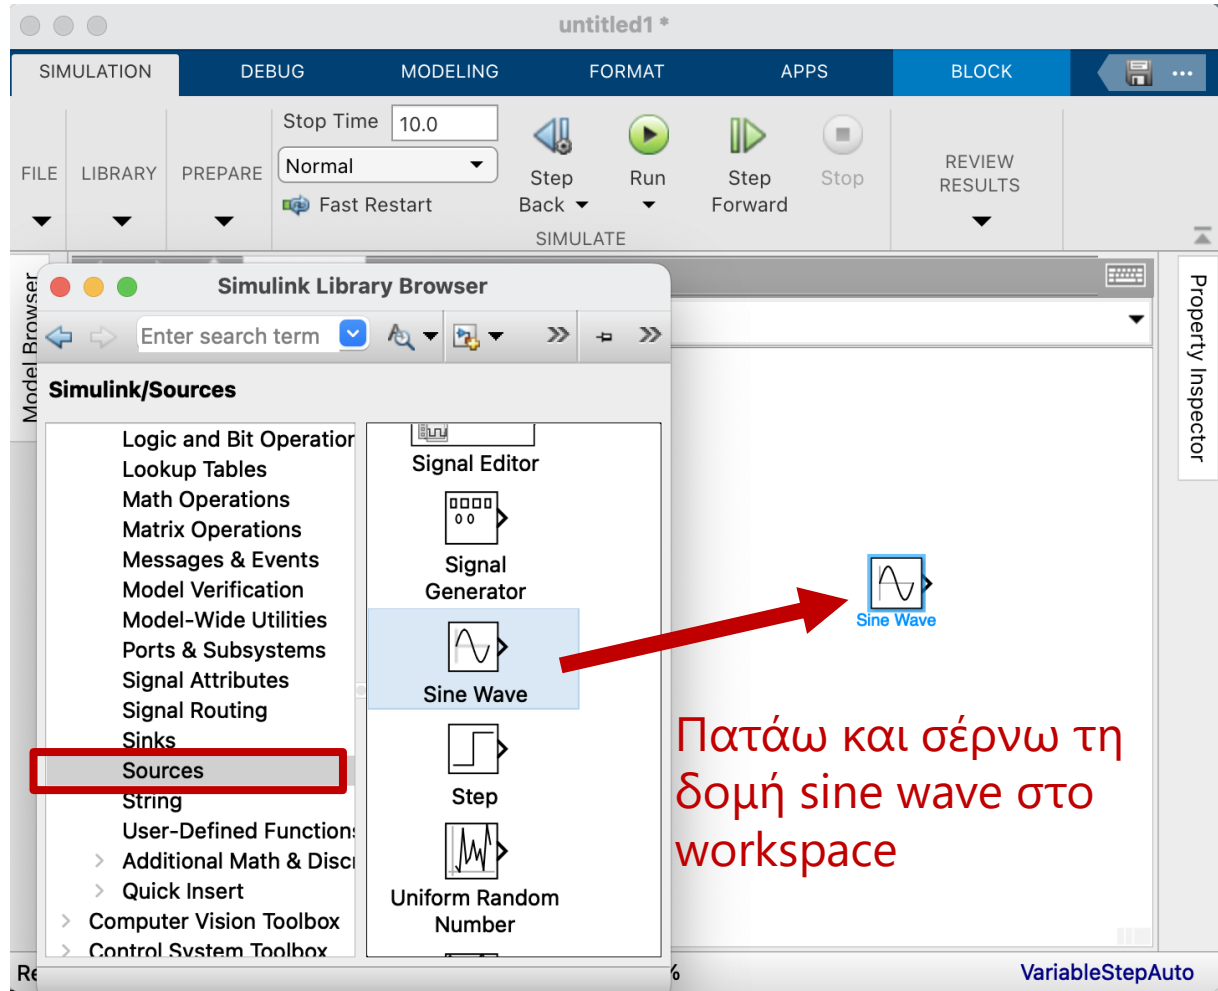 untitled1 *
SIMULATION DEBUG MODELING FORMAT APPS BLOCK
Stop Time 10.0
Normal
Fast Restart
FILE LIBRARY PREPARE
Step Back
Run
Step Forward
Stop
SIMULATE
REVIEW RESULTS
Model Browser
Property Inspector
Simulink Library Browser
Enter search term
Simulink/Sources
Logic and Bit Operation
Lookup Tables
Math Operations
Matrix Operations
Messages & Events
Model Verification
Model-Wide Utilities
Ports & Subsystems
Signal Attributes
Signal Routing
Sinks
Sources
String
User-Defined Functions
Additional Math & Disc
Quick Insert
Computer Vision Toolbox
Control System Toolbox
Signal Editor
Signal
Generator
Sine Wave
Step
Uniform Random
Number
Sine Wave
Πατάω και σέρνω τη
δομή sine wave στο
workspace
Re
%
VariableStepAuto